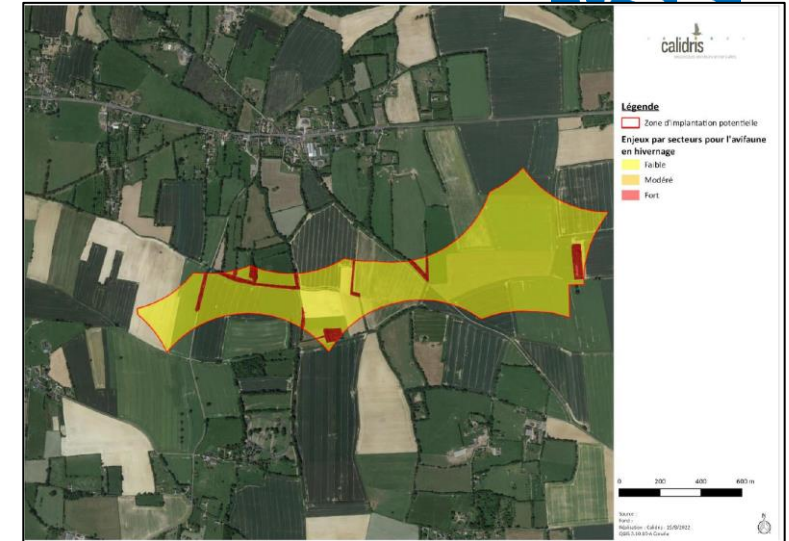 calidris
Légende
Zone d'implantation potentielle
Enjeux par secteurs pour l'avifaune
en hivernage
Faible
Modéré
Fort
0 200 400 600 m
Source :
Fond :
Réalisation : Calidris -
N